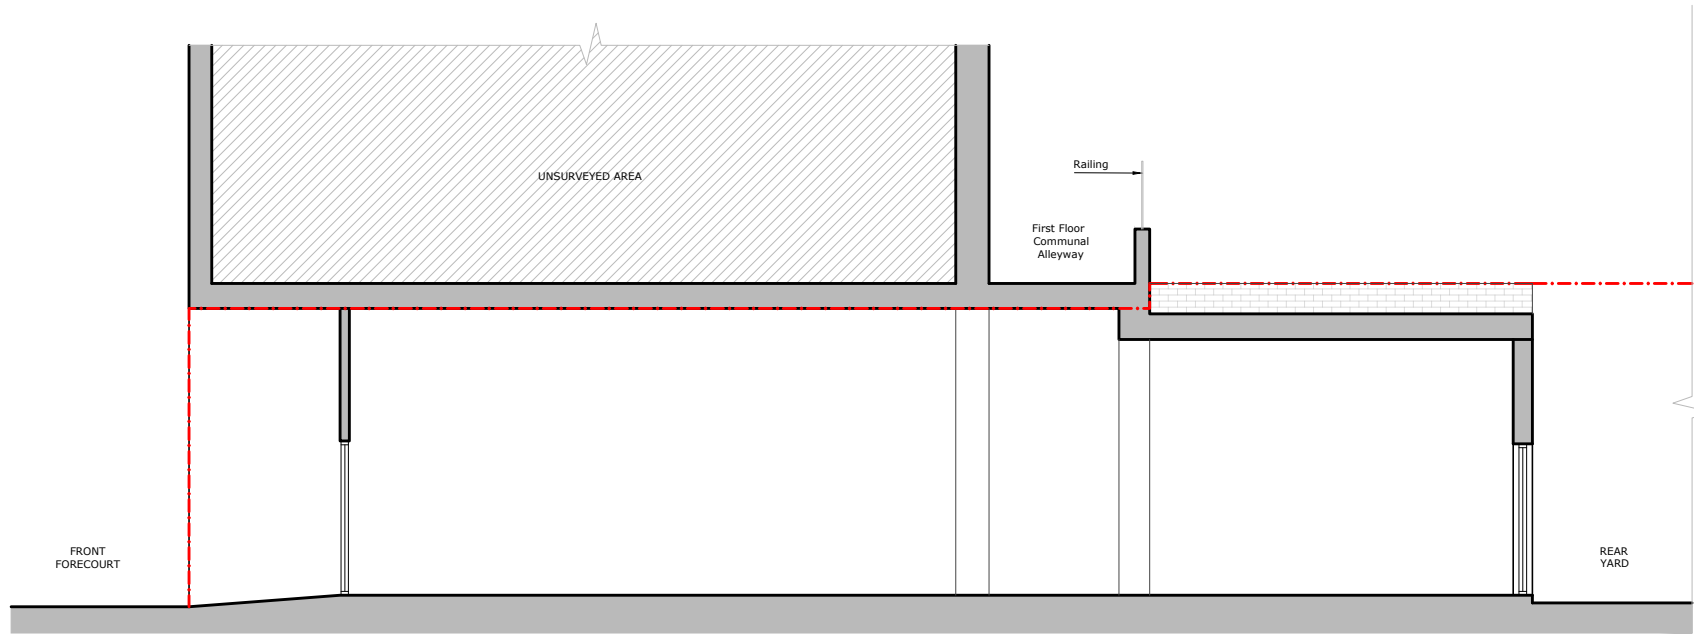 UNSURVEYED AREA
Railing
First Floor
Communal
Alleyway
FRONT
FORECOURT
REAR
YARD